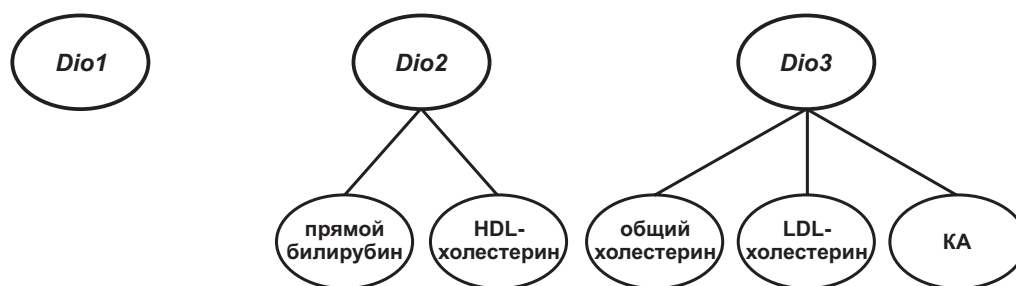 Dio1
Dio2
Dio3
прямой
билирубин
HDL-
холестерин
общий
холестерин
LDL-
холестерин
КА